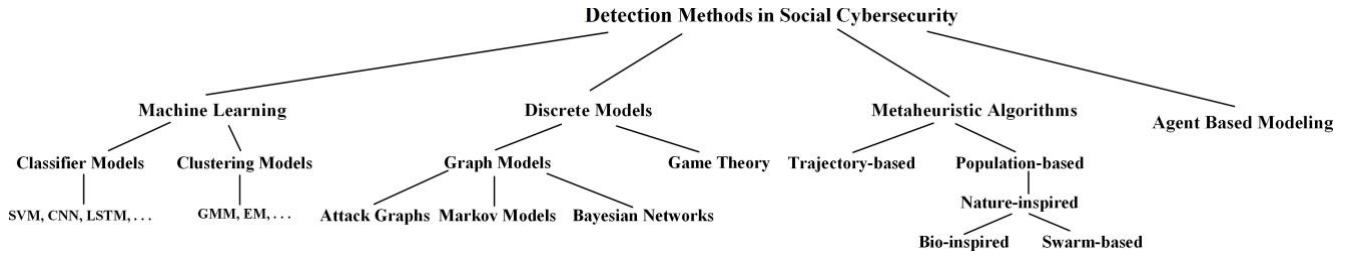 Detection Methods in Social Cybersecurity
Machine Learning
Discrete Models
Metaheuristic Algorithms
Agent Based Modeling
Classifier Models
Clustering Models
Graph Models
Game Theory
Trajectory-based
Population-based
Nature-inspired
SVM, CNN, LSTM, . . .
GMM, EM, . . .
Attack Graphs
Markov Models
Bayesian Networks
Bio-inspired
Swarm-based